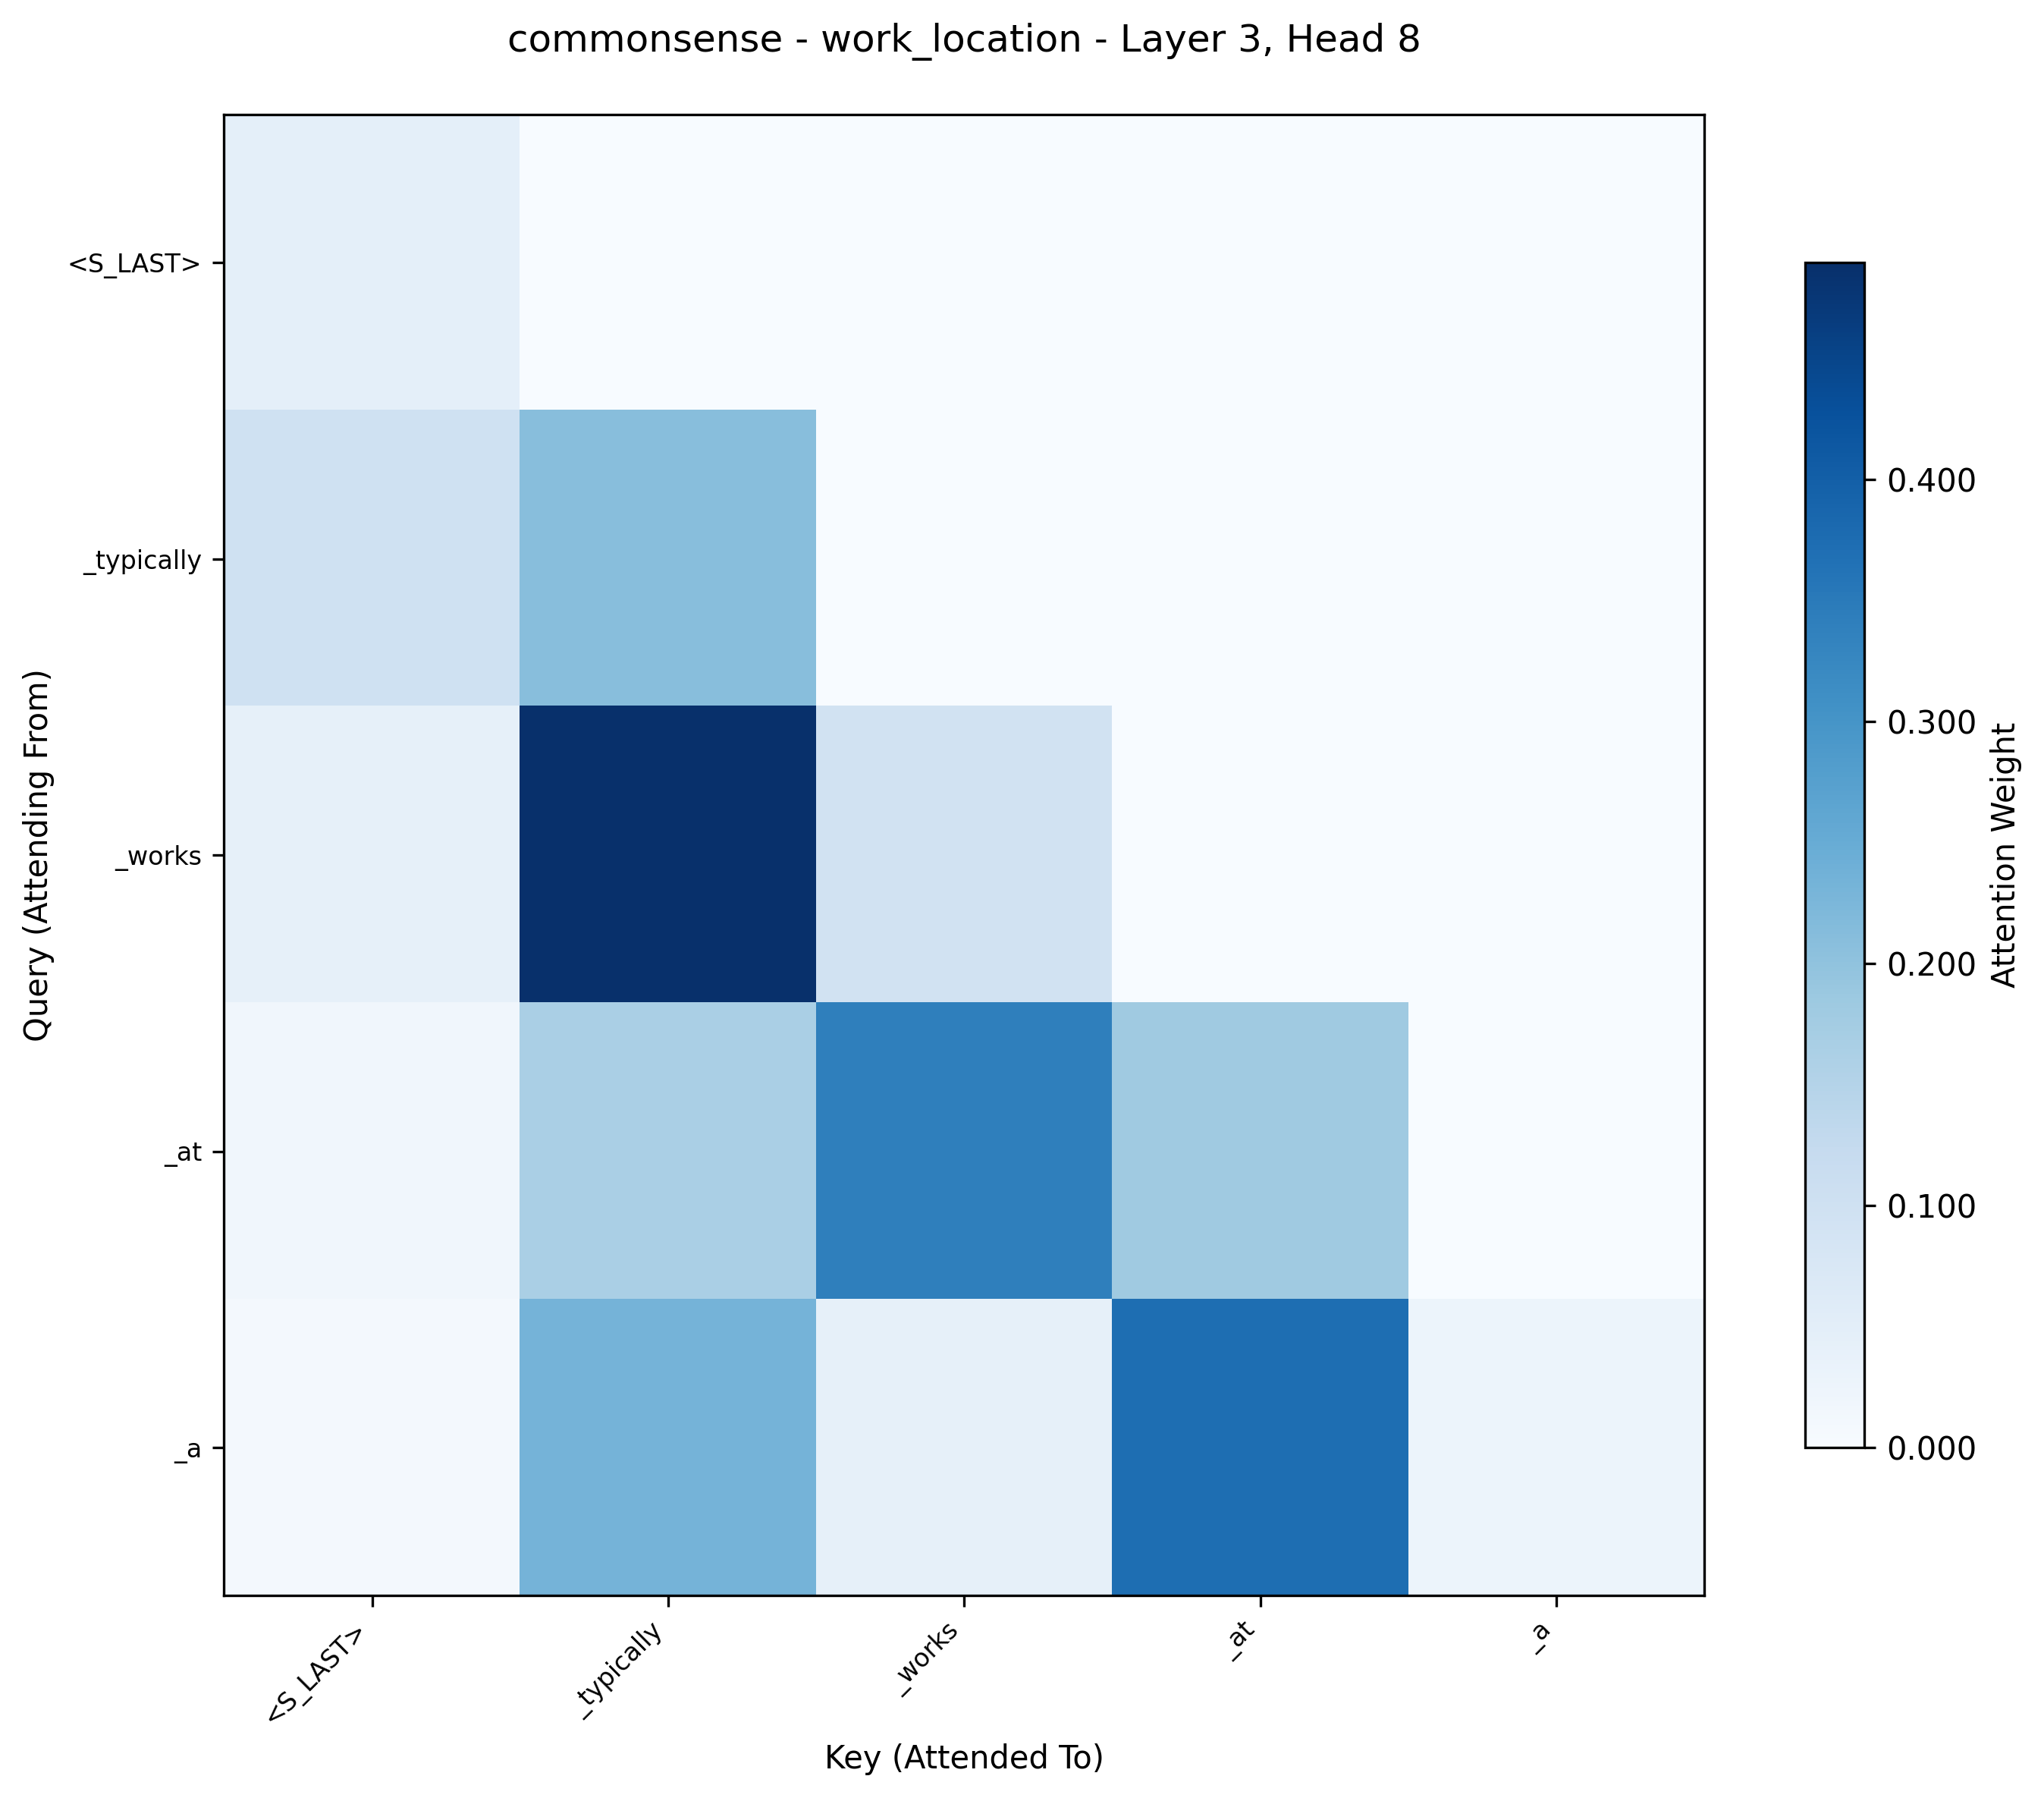 commonsense - work_location - Layer 3, Head 8
Query (Attending From)
<S_LAST>
_typically
_works
_at
_a
<S_LAST>
_typically
_works
_at
_a
Key (Attended To)
0.400
0.300
0.200
0.100
0.000
Attention Weight